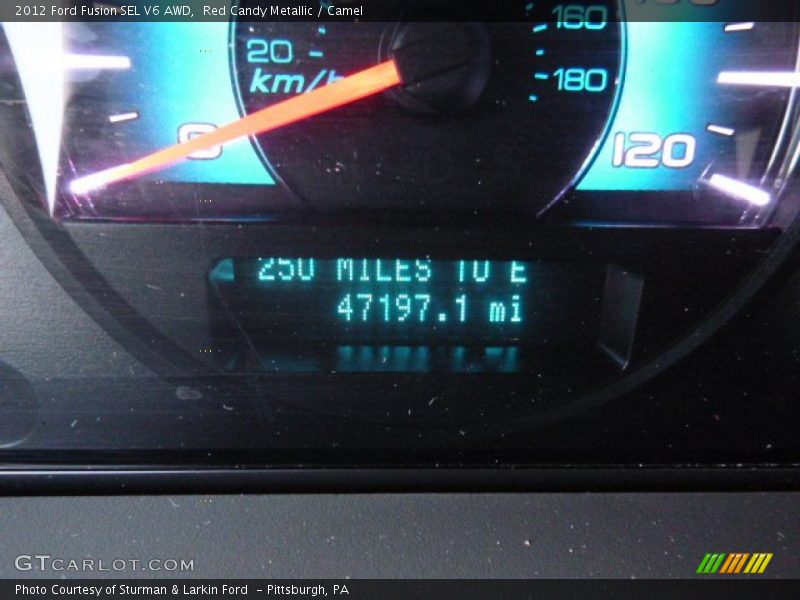 2012 Ford Fusion SEL V6 AWD,  Red Candy Metallic / Camel
160
20
km/h
180
0
120
250 MILES TO E
47197.1 mi
GTCARLOT.COM
Photo Courtesy of Sturman & Larkin Ford  - Pittsburgh, PA